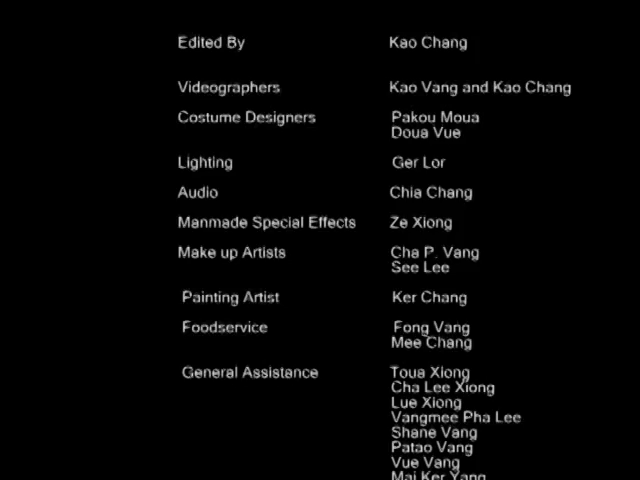 Edited By Kao Chang
Videographers Kao Vang and Kao Chang
Costume Designers Pakou Moua
Doua Vue
Lighting Ger Lor
Audio Chia Chang
Manmade Special Effects Ze Xiong
Make up Artists Cha P. Vang
See Lee
Painting Artist Ker Chang
Foodservice Fong Vang
Mee Chang
General Assistance Toua Xiong
Cha Lee Xiong
Lue Xiong
Vangmee Pha Lee
Shane Vang
Patao Vang
Vue Vang
Mai Ker Yang